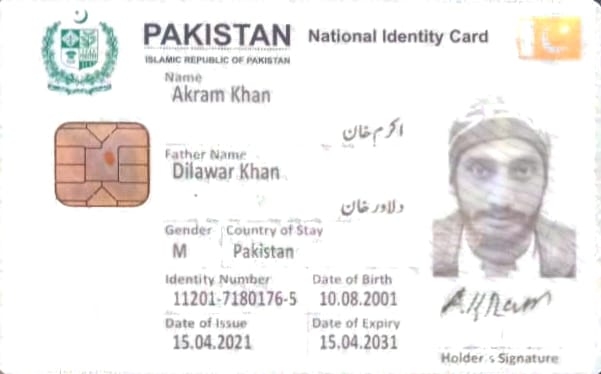 PAKISTAN National Identity Card
ISLAMIC REPUBLIC OF PAKISTAN
Name
Akram Khan
اکرم خان
Father Name
Dilawar Khan
دلاور خان
Gender Country of Stay
M Pakistan
Identity Number Date of Birth
11201-7180176-5 10.08.2001
Date of Issue Date of Expiry
15.04.2021 15.04.2031
Holder's Signature